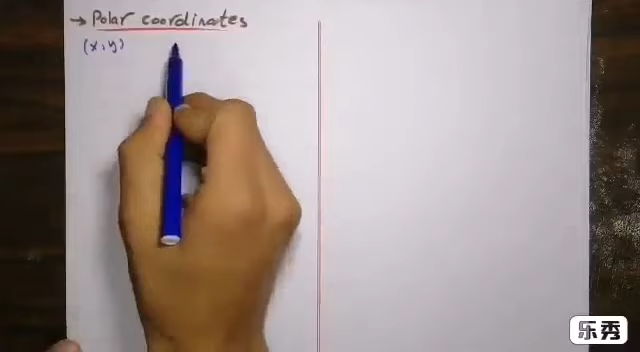 → Polar coordinates
(x,y)
乐秀